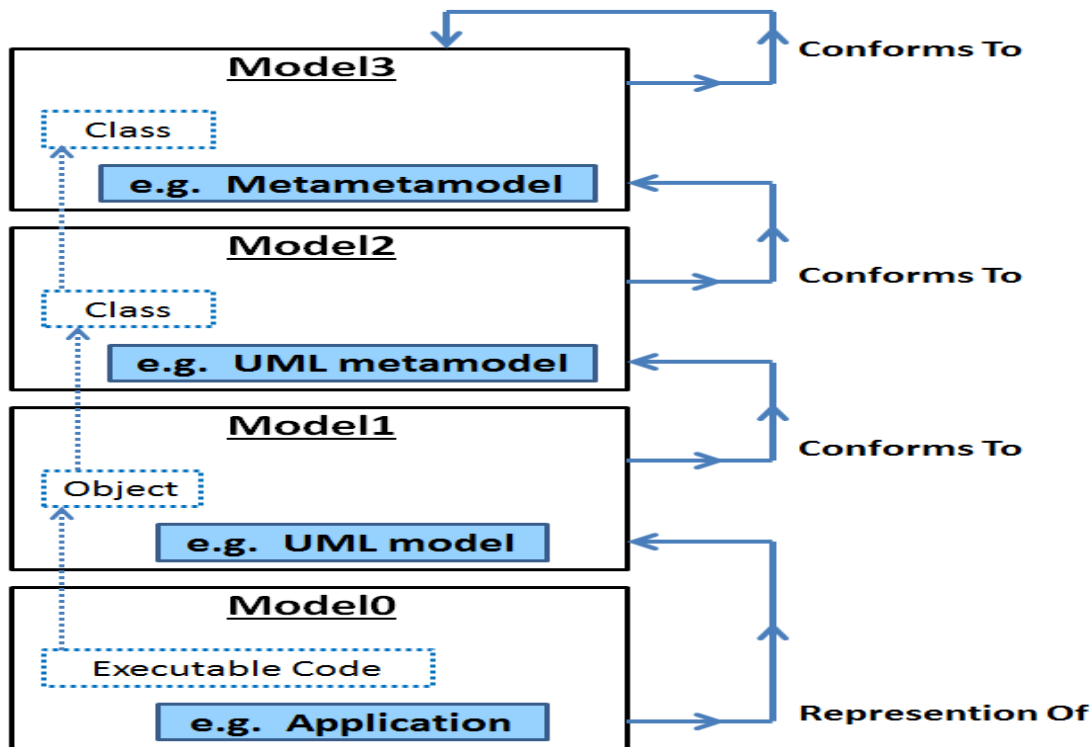 Model3
Conforms To
Class
e.g. Metametamodel
Model2
Conforms To
Class
e.g. UML metamodel
Model1
Conforms To
Object
e.g. UML model
Model0
Executable Code
e.g. Application
Represention Of